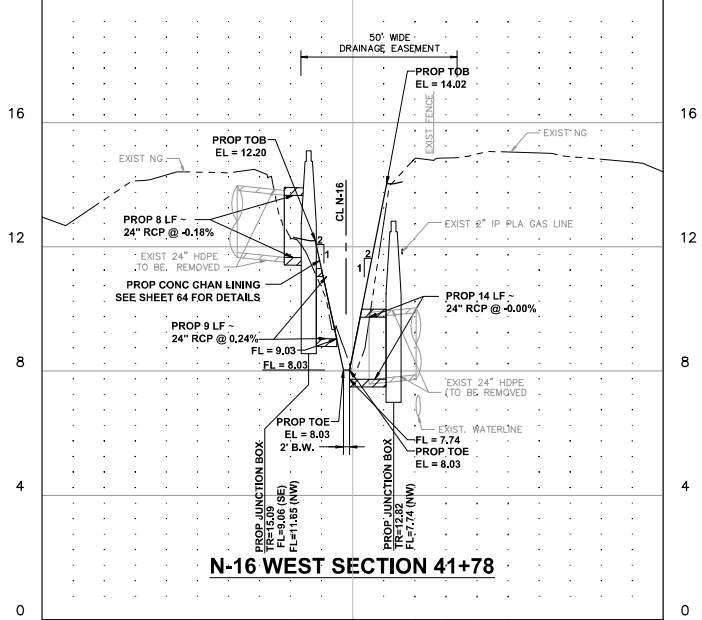 50' WIDE
DRAINAGE EASEMENT
PROP TOB
EL = 14.02
16
16
EXIST FENCE
PROP TOB
EL = 12.20
EXIST NG
EXIST NG
CL N-16
PROP 8 LF ~
24" RCP @ -0.18%
EXIST 2" IP PLA GAS LINE
12
12
2
1
2
1
EXIST 24" HDPE
TO BE REMOVED
PROP CONC CHAN LINING
SEE SHEET 64 FOR DETAILS
PROP 14 LF ~
24" RCP @ -0.00%
PROP 9 LF ~
24" RCP @ 0.24%
FL = 9.03
FL = 8.03
8
8
EXIST 24" HDPE
(TO BE REMOVED
PROP TOE
EL = 8.03
2' B.W.
EXIST. WATERLINE
FL = 7.74
PROP TOE
EL = 8.03
PROP JUNCTION BOX
TR=15.09
FL=9.06 (SE)
FL=11.65 (NW)
PROP JUNCTION BOX
TR=12.82
FL=7.74 (NW)
4
4
N-16 WEST SECTION 41+78
0
0